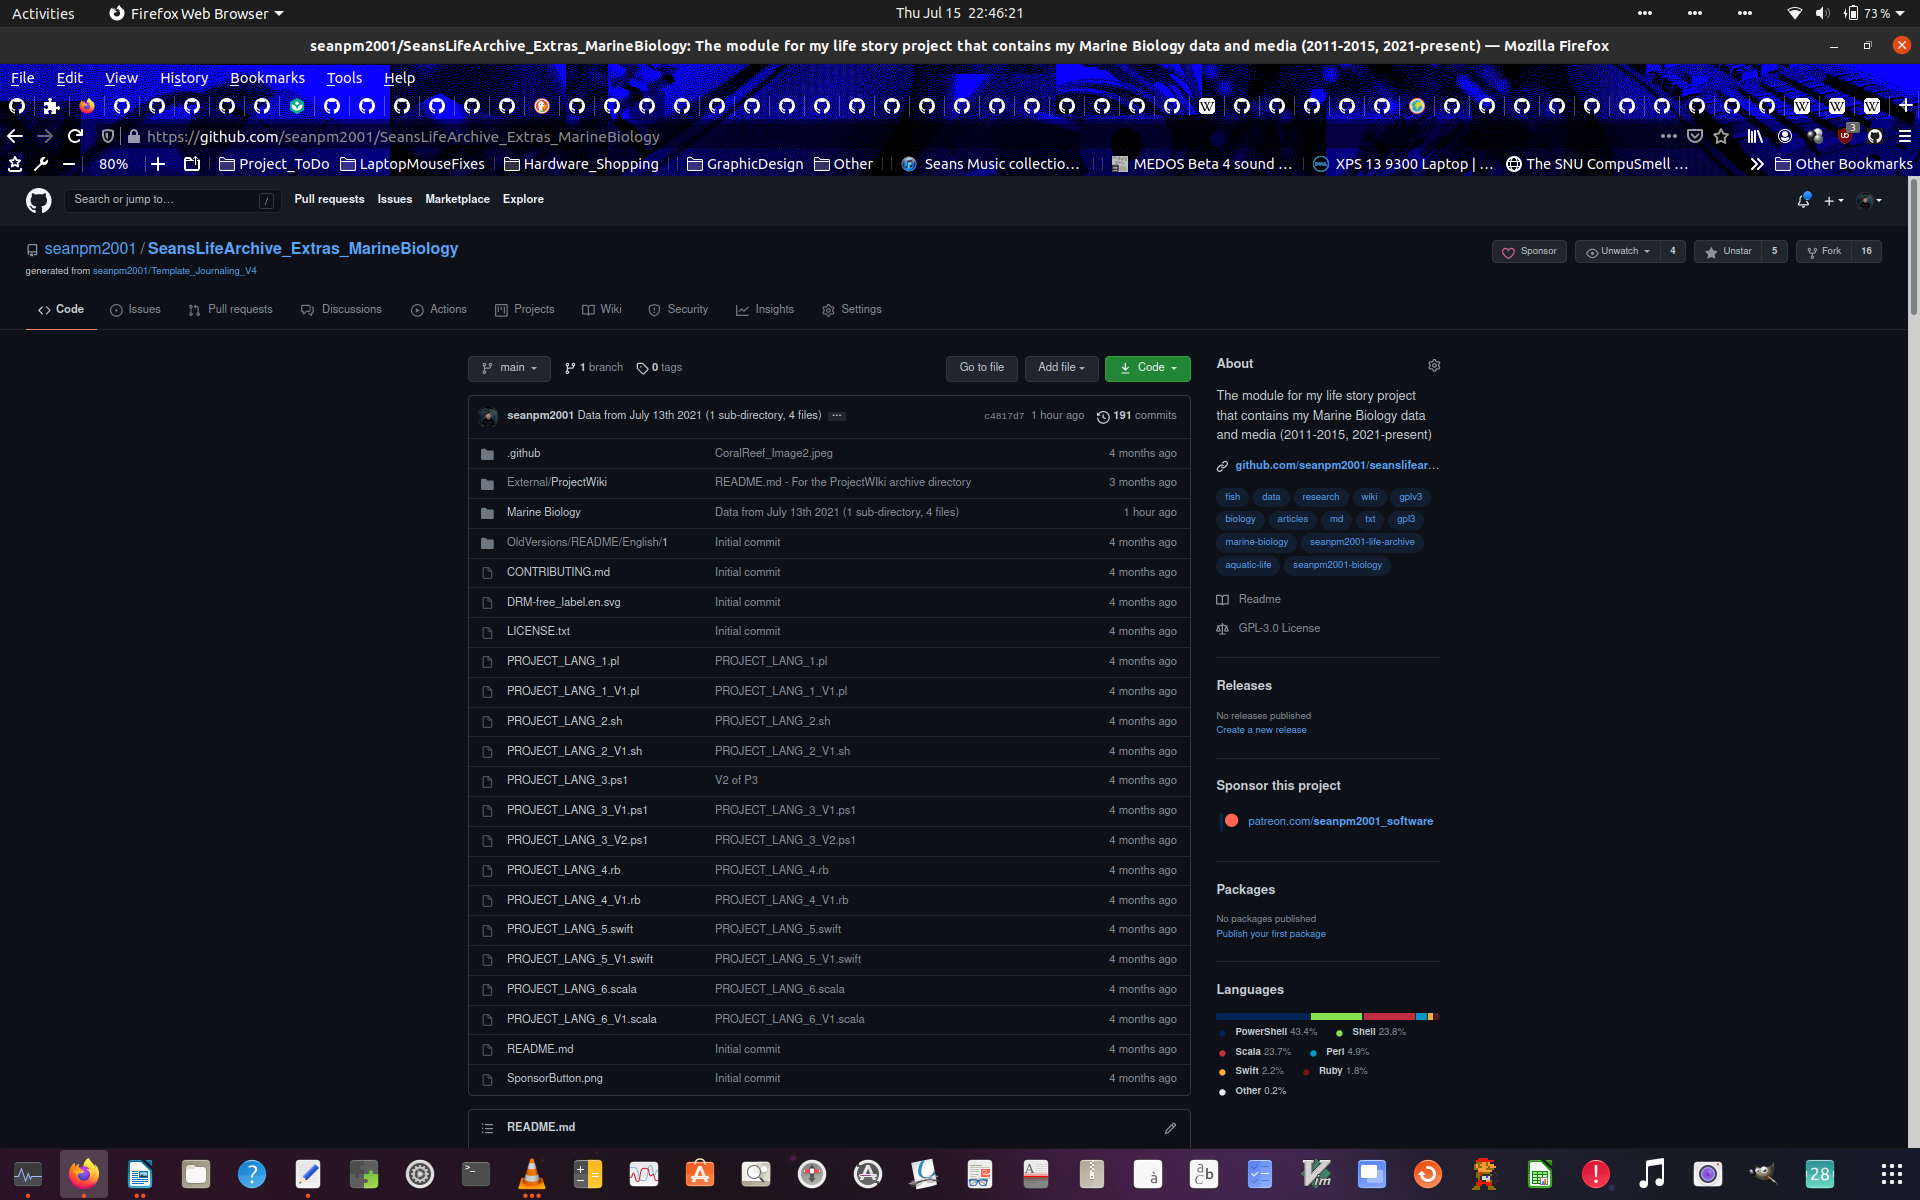 Activities Firefox Web Browser Thu Jul 15 22:46:21 73 %
seanpm2001/SeansLifeArchive_Extras_MarineBiology: The module for my life story project that contains my Marine Biology data and media (2011-2015, 2021-present) — Mozilla Firefox
File Edit View History Bookmarks Tools Help
https://github.com/seanpm2001/SeansLifeArchive_Extras_MarineBiology 3
80% Project_ToDo LaptopMouseFixes Hardware_Shopping GraphicDesign Other Seans Music collectio… MEDOS Beta 4 sound … XPS 13 9300 Laptop | … The SNU CompuSmell … Other Bookmarks
Search or jump to… / Pull requests Issues Marketplace Explore
seanpm2001 / SeansLifeArchive_Extras_MarineBiology Sponsor Unwatch 4 Unstar 5 Fork 16
generated from seanpm2001/Template_Journaling_V4
Code Issues Pull requests Discussions Actions Projects Wiki Security Insights Settings
main 1 branch 0 tags Go to file Add file Code
seanpm2001 Data from July 13th 2021 (1 sub-directory, 4 files) ··· c4817d7 1 hour ago 191 commits
.github CoralReef_Image2.jpeg 4 months ago
External/ProjectWiki README.md - For the ProjectWIki archive directory 3 months ago
Marine Biology Data from July 13th 2021 (1 sub-directory, 4 files) 1 hour ago
OldVersions/README/English/1 Initial commit 4 months ago
CONTRIBUTING.md Initial commit 4 months ago
DRM-free_label.en.svg Initial commit 4 months ago
LICENSE.txt Initial commit 4 months ago
PROJECT_LANG_1.pl PROJECT_LANG_1.pl 4 months ago
PROJECT_LANG_1_V1.pl PROJECT_LANG_1_V1.pl 4 months ago
PROJECT_LANG_2.sh PROJECT_LANG_2.sh 4 months ago
PROJECT_LANG_2_V1.sh PROJECT_LANG_2_V1.sh 4 months ago
PROJECT_LANG_3.ps1 V2 of P3 4 months ago
PROJECT_LANG_3_V1.ps1 PROJECT_LANG_3_V1.ps1 4 months ago
PROJECT_LANG_3_V2.ps1 PROJECT_LANG_3_V2.ps1 4 months ago
PROJECT_LANG_4.rb PROJECT_LANG_4.rb 4 months ago
PROJECT_LANG_4_V1.rb PROJECT_LANG_4_V1.rb 4 months ago
PROJECT_LANG_5.swift PROJECT_LANG_5.swift 4 months ago
PROJECT_LANG_5_V1.swift PROJECT_LANG_5_V1.swift 4 months ago
PROJECT_LANG_6.scala PROJECT_LANG_6.scala 4 months ago
PROJECT_LANG_6_V1.scala PROJECT_LANG_6_V1.scala 4 months ago
README.md Initial commit 4 months ago
SponsorButton.png Initial commit 4 months ago
README.md
About
The module for my life story project
that contains my Marine Biology data
and media (2011-2015, 2021-present)
github.com/seanpm2001/seanslifear…
fish data research wiki gplv3
biology articles md txt gpl3
marine-biology seanpm2001-life-archive
aquatic-life seanpm2001-biology
Readme
GPL-3.0 License
Releases
No releases published
Create a new release
Sponsor this project
patreon.com/seanpm2001_software
Packages
No packages published
Publish your first package
Languages
PowerShell 43.4% Shell 23.8%
Scala 23.7% Perl 4.9%
Swift 2.2% Ruby 1.8%
Other 0.2%
28